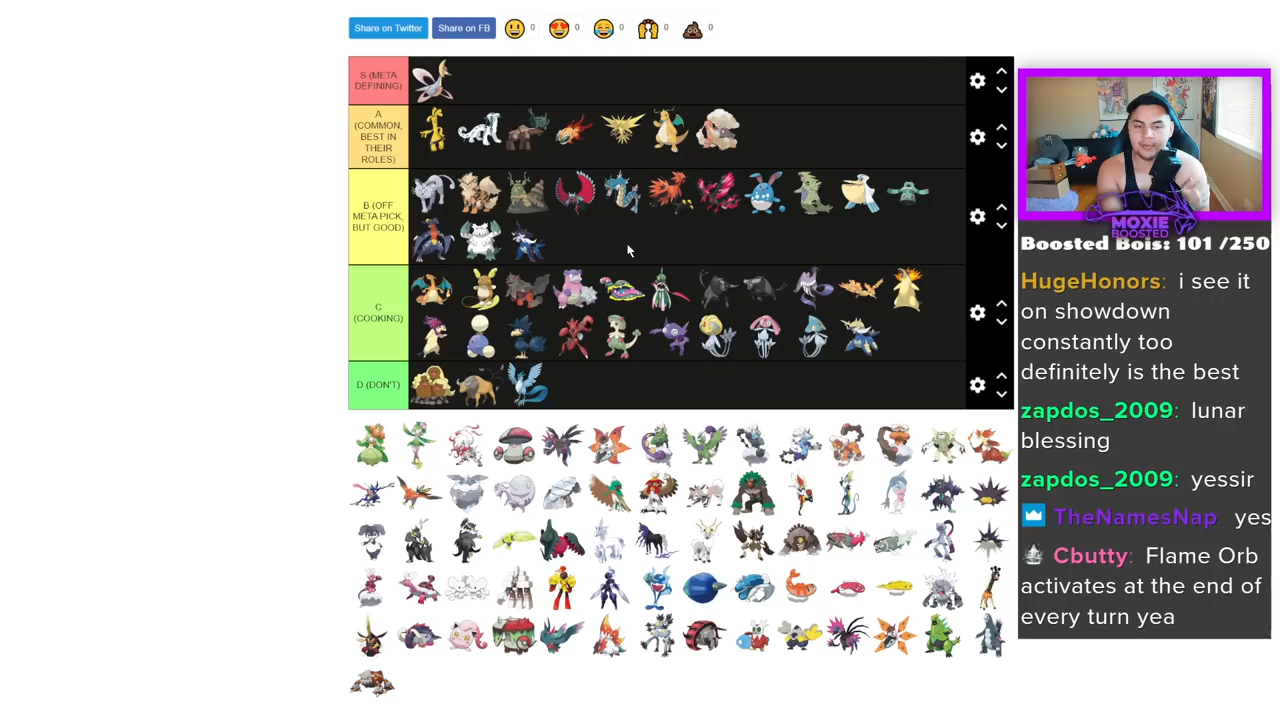 Share on Twitter
Share on FB
0
0
0
0
0
S (META
DEFINING)
A
(COMMON,
BEST IN
THEIR
ROLES)
B (OFF
META PICK,
BUT GOOD)
C
(COOKING)
D (DON'T)
MOXIE
BOOSTED
Boosted Bois: 101 /250
HugeHonors: i see it
on showdown
constantly too
definitely is the best
zapdos_2009: lunar
blessing
zapdos_2009: yessir
TheNamesNap: yes
Cbutty: Flame Orb
activates at the end of
every turn yea